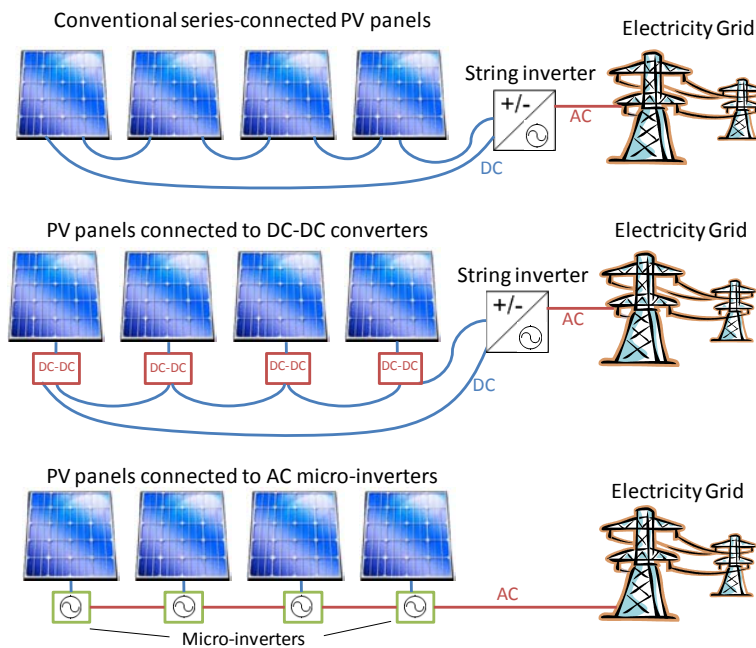 Conventional series-connected PV panels
Electricity Grid
String inverter
+/-
AC
DC
PV panels connected to DC-DC converters
Electricity Grid
String inverter
+/-
AC
DC-DC DC-DC DC-DC DC-DC
DC
PV panels connected to AC micro-inverters
Electricity Grid
AC
Micro-inverters